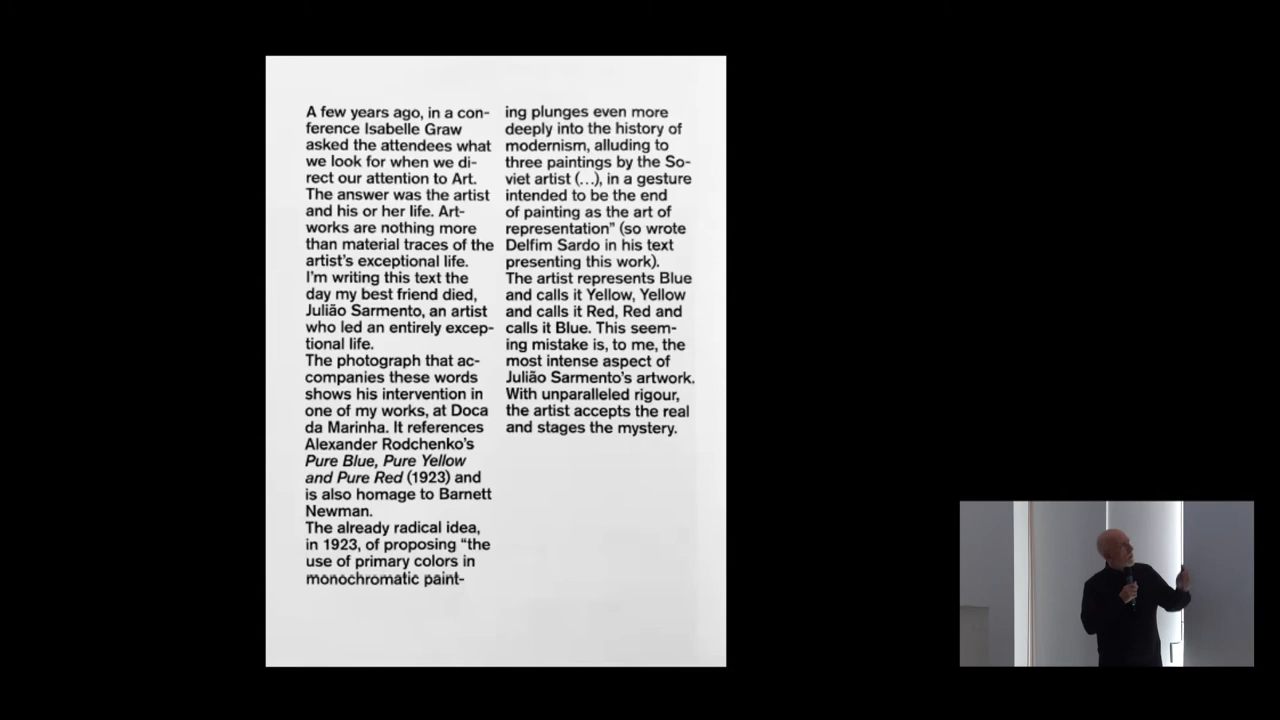 A few years ago, in a con-
ference Isabelle Graw
asked the attendees what
we look for when we di-
rect our attention to Art.
The answer was the artist
and his or her life. Art-
works are nothing more
than material traces of the
artist's exceptional life.
I'm writing this text the
day my best friend died,
Julião Sarmento, an artist
who led an entirely excep-
tional life.
The photograph that ac-
companies these words
shows his intervention in
one of my works, at Doca
da Marinha. It references
Alexander Rodchenko's
Pure Blue, Pure Yellow
and Pure Red (1923) and
is also homage to Barnett
Newman.
The already radical idea,
in 1923, of proposing “the
use of primary colors in
monochromatic paint-
ing plunges even more
deeply into the history of
modernism, alluding to
three paintings by the So-
viet artist (...), in a gesture
intended to be the end
of painting as the art of
representation” (so wrote
Delfim Sardo in his text
presenting this work).
The artist represents Blue
and calls it Yellow, Yellow
and calls it Red, Red and
calls it Blue. This seem-
ing mistake is, to me, the
most intense aspect of
Julião Sarmento's artwork.
With unparalleled rigour,
the artist accepts the real
and stages the mystery.